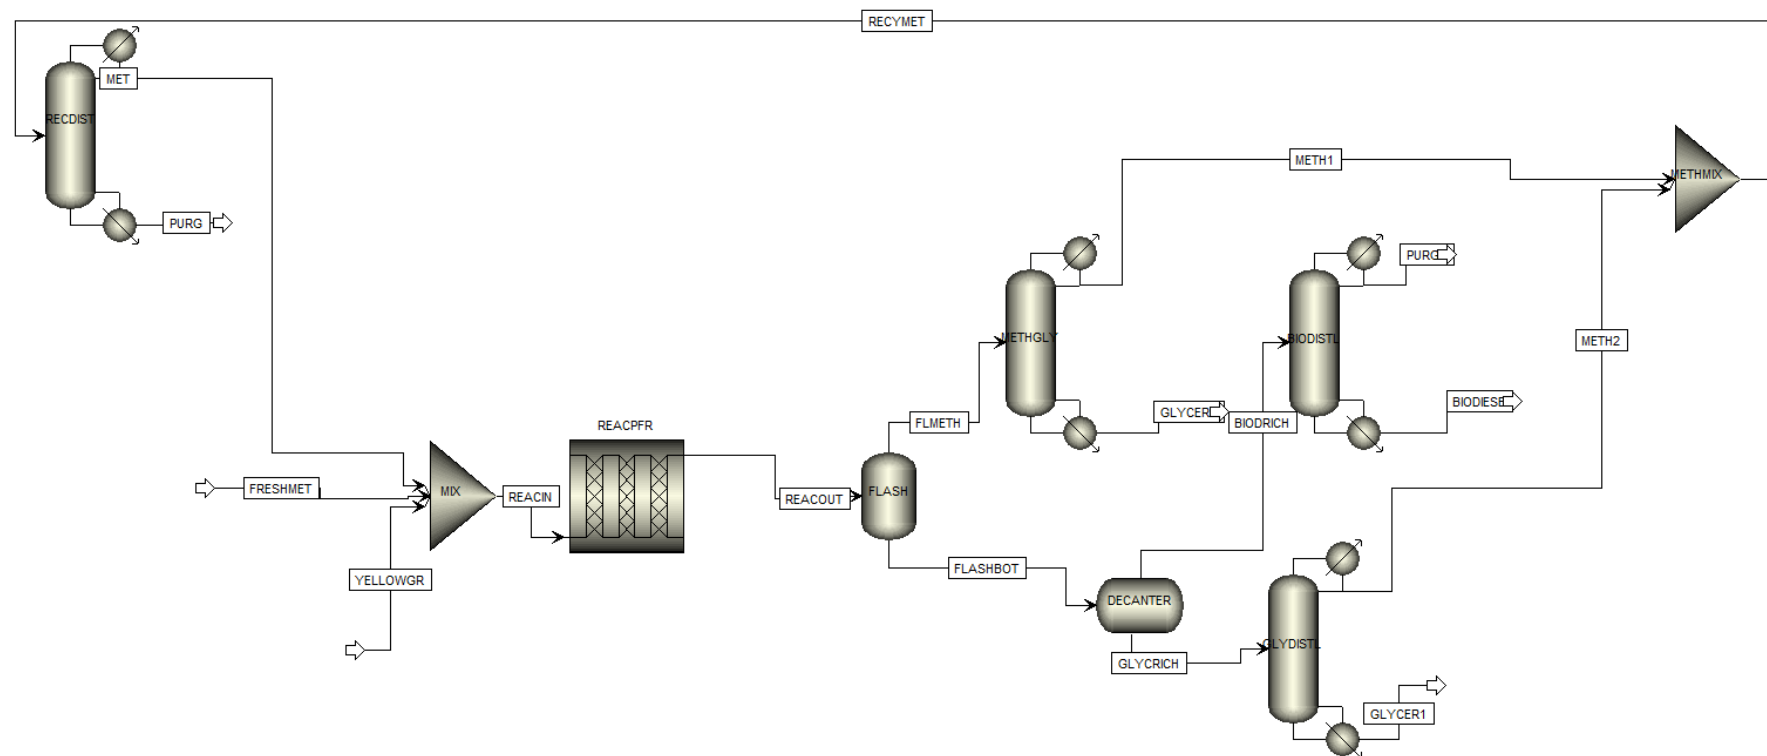 RECYMET
MET
RECDIST
PURG
METH1
METHMIX
PURG
METHGLY
BIODISTL
METH2
BIODIESE
GLYCER
BIODRICH
FLMETH
REACPFR
FRESHMET
MIX
REACIN
REACOUT
FLASH
YELLOWGR
FLASHBOT
DECANTER
GLYDISTL
GLYCRICH
GLYCER1